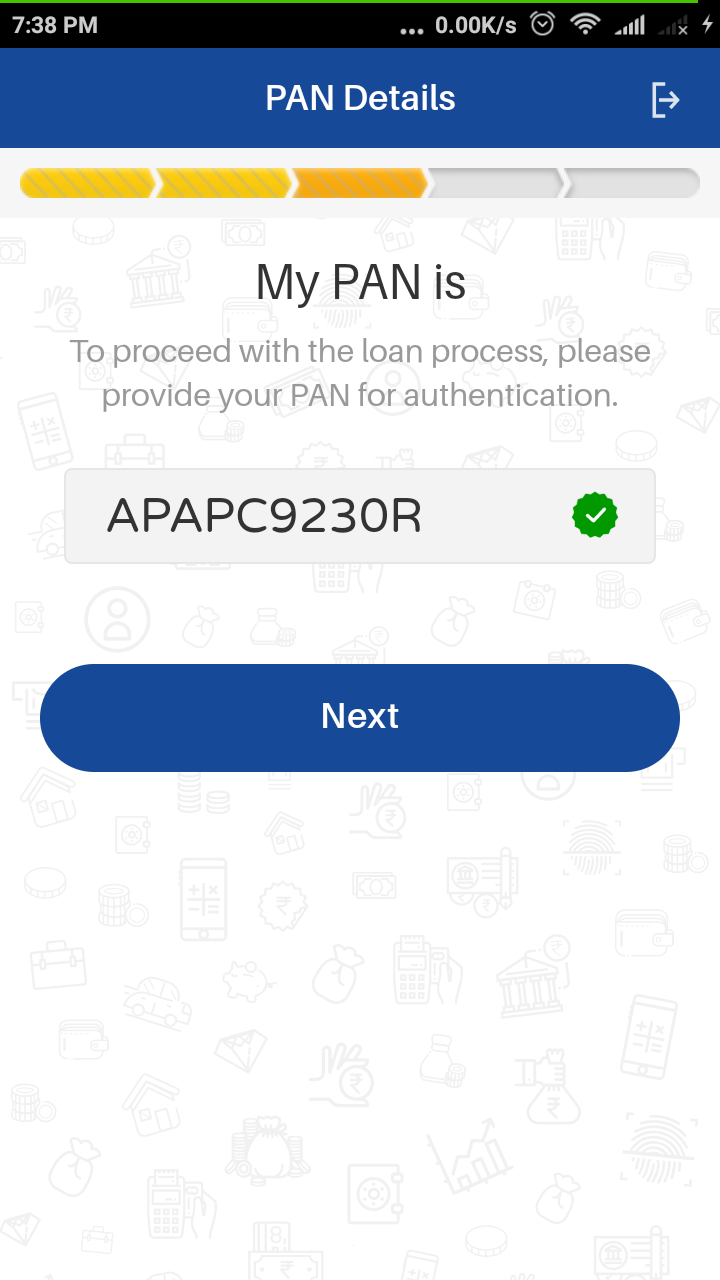 7:38 PM ... 0.00K/s
PAN Details
My PAN is
To proceed with the loan process, please
provide your PAN for authentication.
APAPC9230R
Next